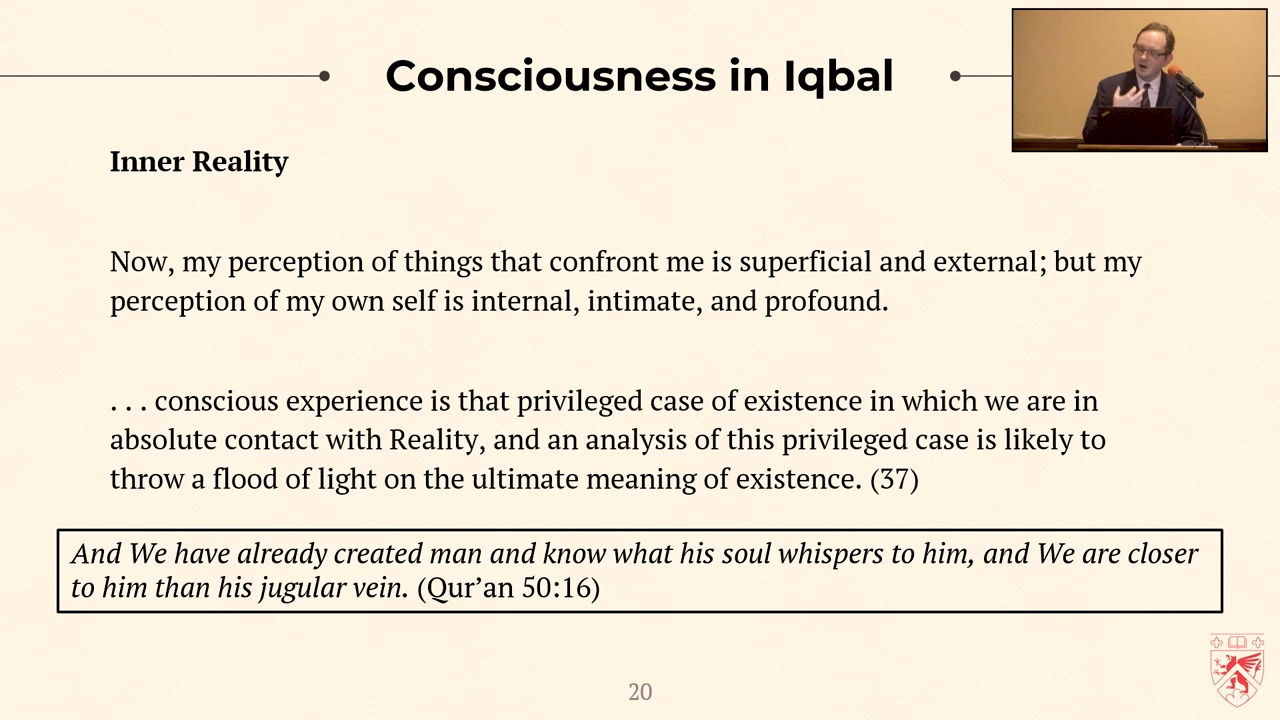 Consciousness in Iqbal
Inner Reality
Now, my perception of things that confront me is superficial and external; but my
perception of my own self is internal, intimate, and profound.
. . . conscious experience is that privileged case of existence in which we are in
absolute contact with Reality, and an analysis of this privileged case is likely to
throw a flood of light on the ultimate meaning of existence. (37)
And We have already created man and know what his soul whispers to him, and We are closer
to him than his jugular vein. (Qur’an 50:16)
20